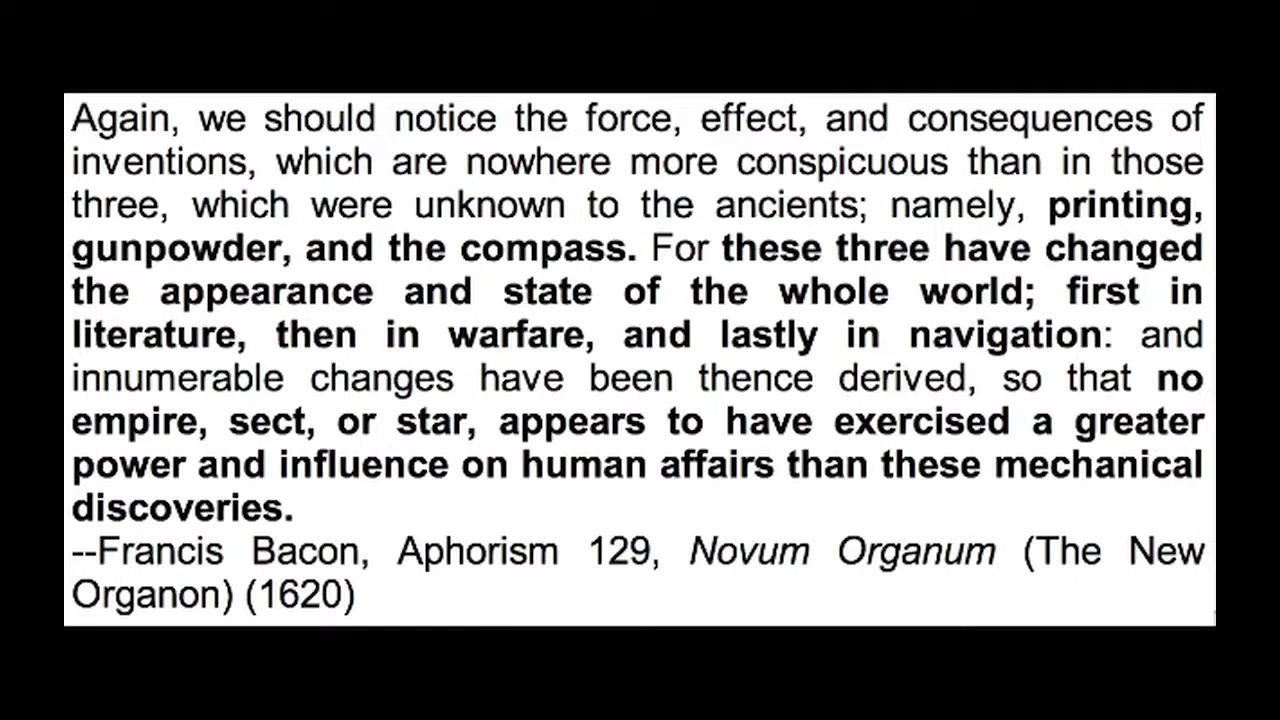 Again, we should notice the force, effect, and consequences of
inventions, which are nowhere more conspicuous than in those
three, which were unknown to the ancients; namely, printing,
gunpowder, and the compass. For these three have changed
the appearance and state of the whole world; first in
literature, then in warfare, and lastly in navigation: and
innumerable changes have been thence derived, so that no
empire, sect, or star, appears to have exercised a greater
power and influence on human affairs than these mechanical
discoveries.
--Francis Bacon, Aphorism 129, Novum Organum (The New
Organon) (1620)